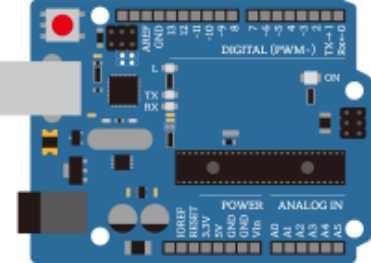 AREF
GND
13
12
~11
~10
~9
8
7
~6
~5
4
~3
2
TX→1
RX←0
DIGITAL (PWM~)
L
TX
RX
ON
POWER
ANALOG IN
IOREF
RESET
3.3V
5V
GND
GND
Vin
A0
A1
A2
A3
A4
A5